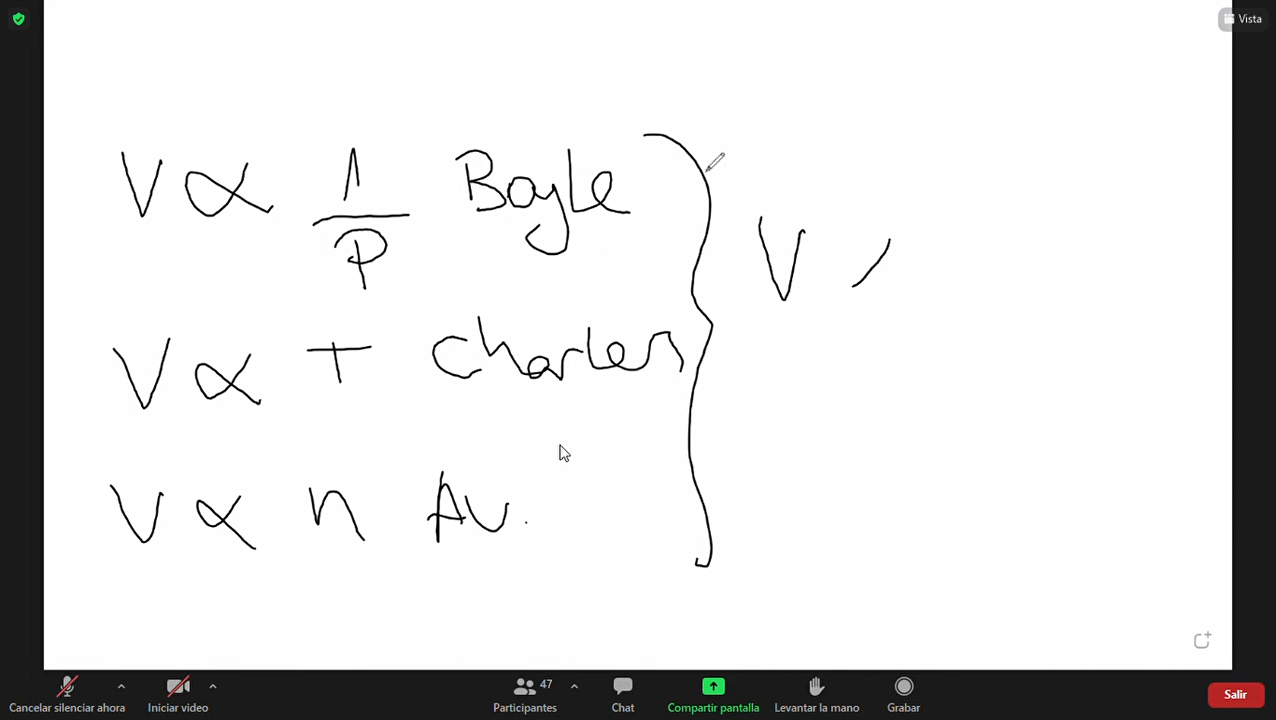 Vista
V ∝ 1/P Boyle
V ∝ T Charles
V ∝ n Av.
V
47
Cancelar silenciar ahora
Iniciar video
Participantes
Chat
Compartir pantalla
Levantar la mano
Grabar
Salir